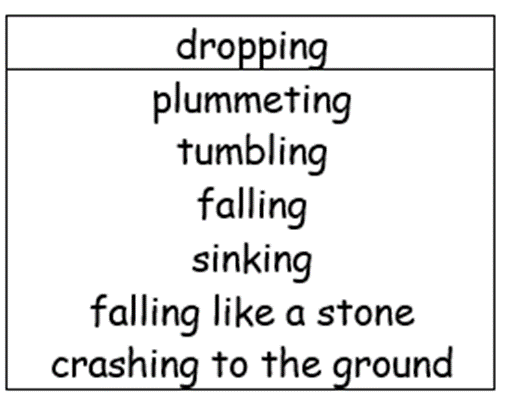 dropping
plummeting
tumbling
falling
sinking
falling like a stone
crashing to the ground